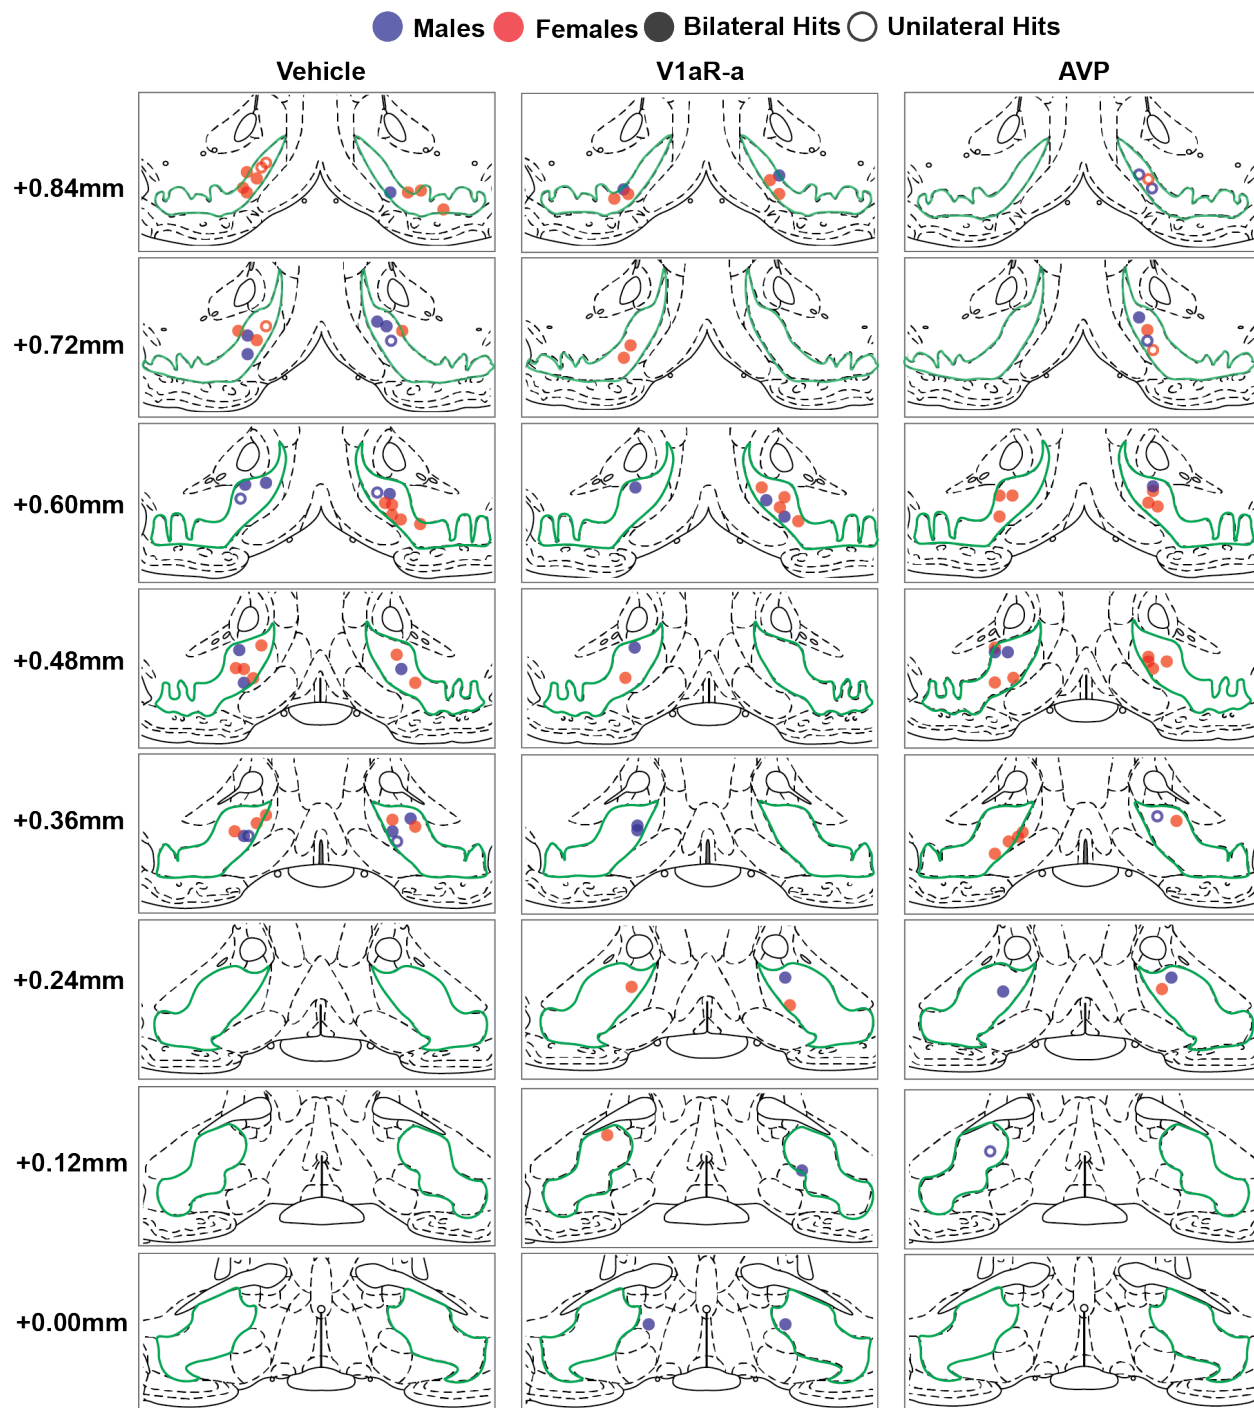 Males Females Bilateral Hits Unilateral Hits
Vehicle V1aR-a AVP
+0.84mm
+0.72mm
+0.60mm
+0.48mm
+0.36mm
+0.24mm
+0.12mm
+0.00mm